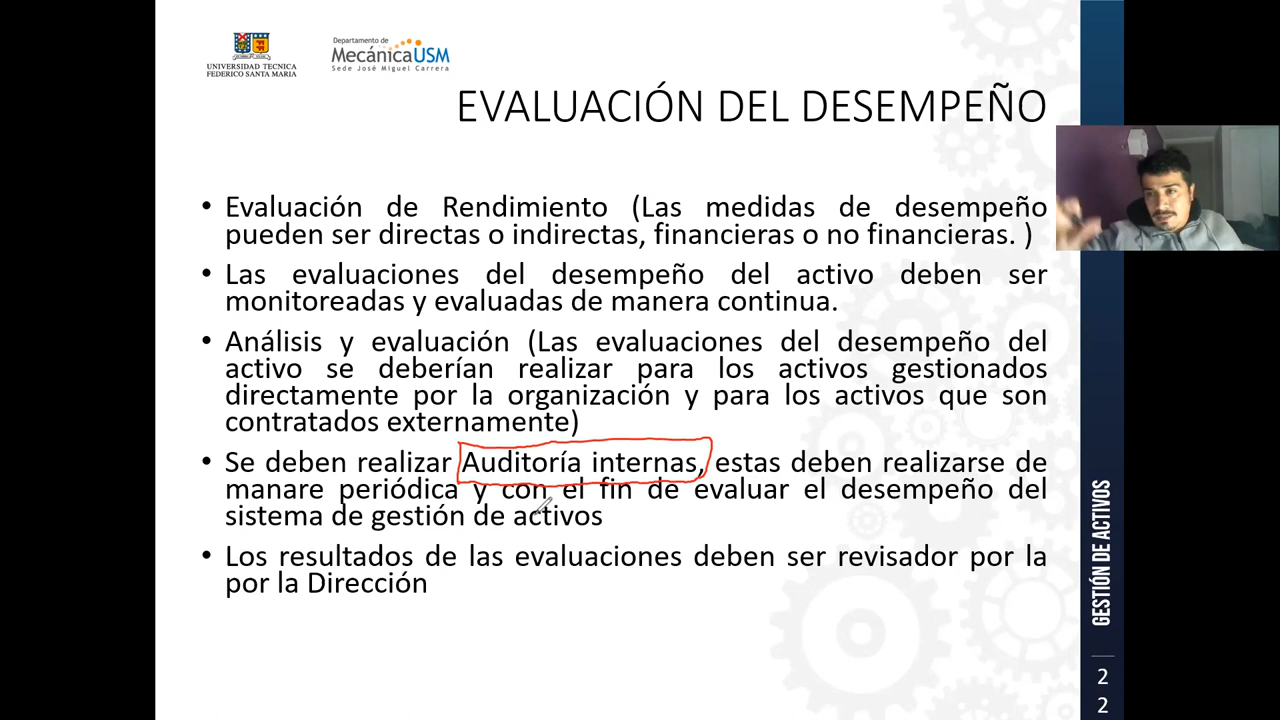 UNIVERSIDAD TECNICA
FEDERICO SANTA MARIA
Departamento de
MecánicaUSM
Sede José Miguel Carrera
EVALUACIÓN DEL DESEMPEÑO
• Evaluación de Rendimiento (Las medidas de desempeño
pueden ser directas o indirectas, financieras o no financieras. )
• Las evaluaciones del desempeño del activo deben ser
monitoreadas y evaluadas de manera continua.
• Análisis y evaluación (Las evaluaciones del desempeño del
activo se deberían realizar para los activos gestionados
directamente por la organización y para los activos que son
contratados externamente)
• Se deben realizar Auditoría internas, estas deben realizarse de
manare periódica y con el fin de evaluar el desempeño del
sistema de gestión de activos
• Los resultados de las evaluaciones deben ser revisador por la
por la Dirección
GESTIÓN DE ACTIVOS
2
2